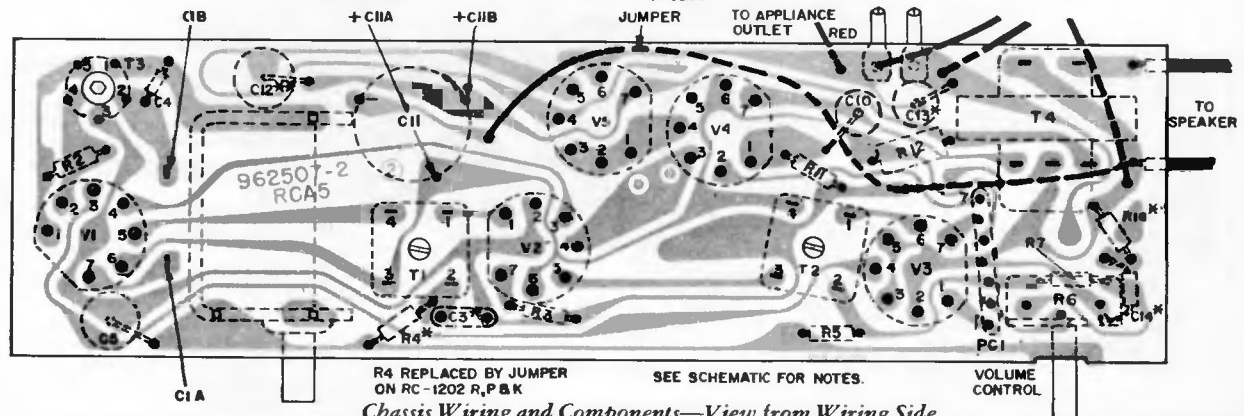 C1B
+C11A
+C11B
JUMPER
TO APPLIANCE
OUTLET
RED
T3
C4
C12**
C11
V5
V4
C10
C13*
R12
T4
TO
SPEAKER
R2
962507-2
RCA5
R11
V1
T1
V2
T2
V3
R7
R6
C5
R4*
C3*
R5
PC1
C14*
C1A
R4 REPLACED BY JUMPER
ON RC-1202 R,P & K
SEE SCHEMATIC FOR NOTES.
VOLUME
CONTROL
Chassis Wiring and Components—View from Wiring Side